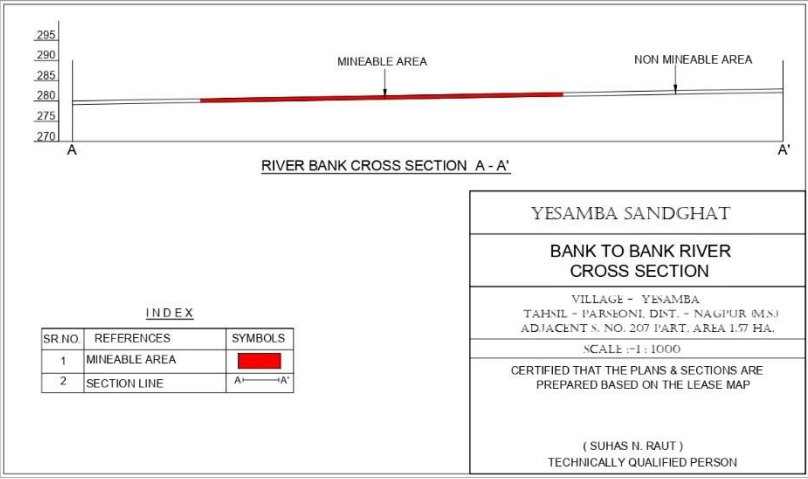 295
290
285
280
275
270
MINEABLE AREA
NON MINEABLE AREA
A
A'
RIVER BANK CROSS SECTION A - A'
INDEX
SR.NO. REFERENCES SYMBOLS
1 MINEABLE AREA
2 SECTION LINE A A'
YESAMBA SANDGHAT
BANK TO BANK RIVER
CROSS SECTION
VILLAGE - YESAMBA
TAHSIL - PARSEONI, DIST. - NAGPUR (M.S.)
ADJACENT S. NO. 207 PART, AREA 1.57 HA.
SCALE :-1 : 1000
CERTIFIED THAT THE PLANS & SECTIONS ARE
PREPARED BASED ON THE LEASE MAP
( SUHAS N. RAUT )
TECHNICALLY QUALIFIED PERSON